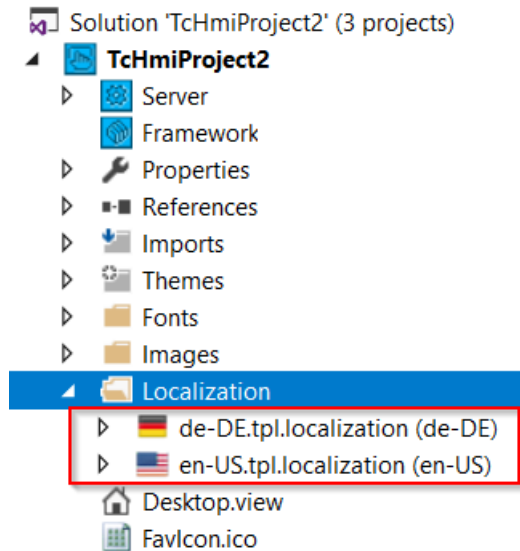 Solution 'TcHmiProject2' (3 projects)
TcHmiProject2
Server
Framework
Properties
References
Imports
Themes
Fonts
Images
Localization
de-DE.tpl.localization (de-DE)
en-US.tpl.localization (en-US)
Desktop.view
FavIcon.ico